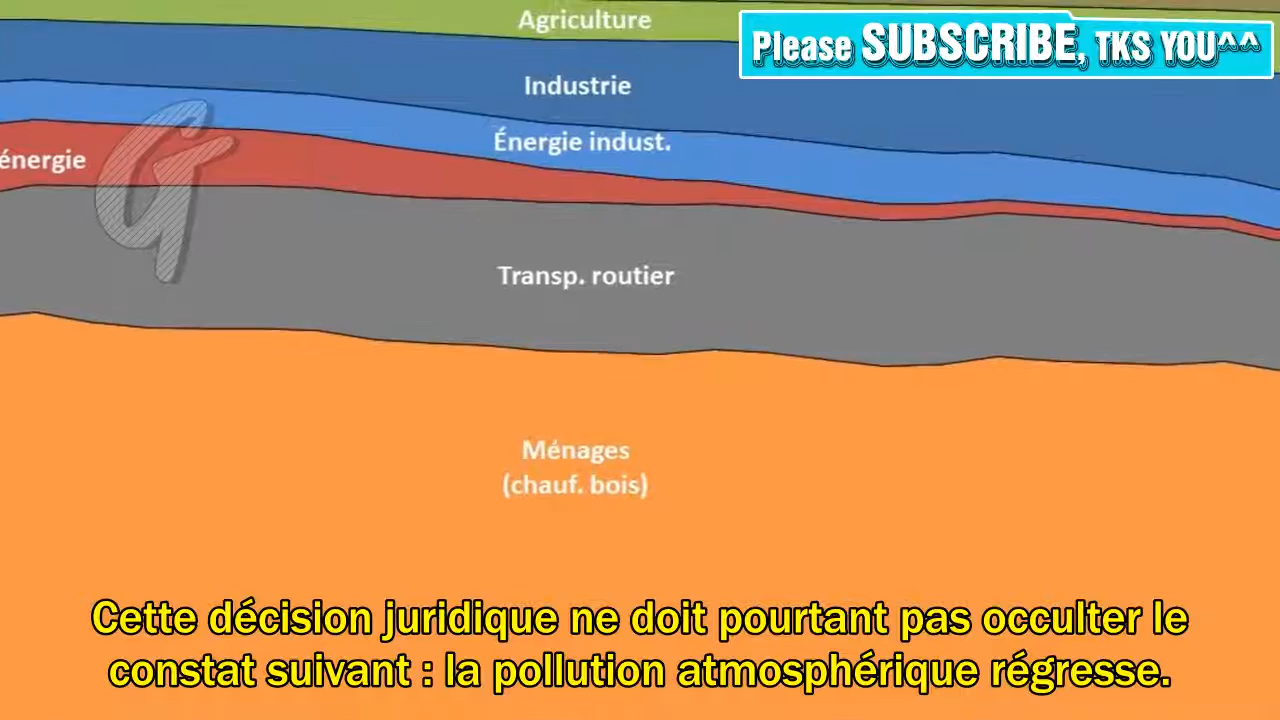 Agriculture
Please SUBSCRIBE, TKS YOU^^
Industrie
Énergie indust.
énergie
G
Transp. routier
Ménages
(chauf. bois)
Cette décision juridique ne doit pourtant pas occulter le
constat suivant : la pollution atmosphérique régresse.